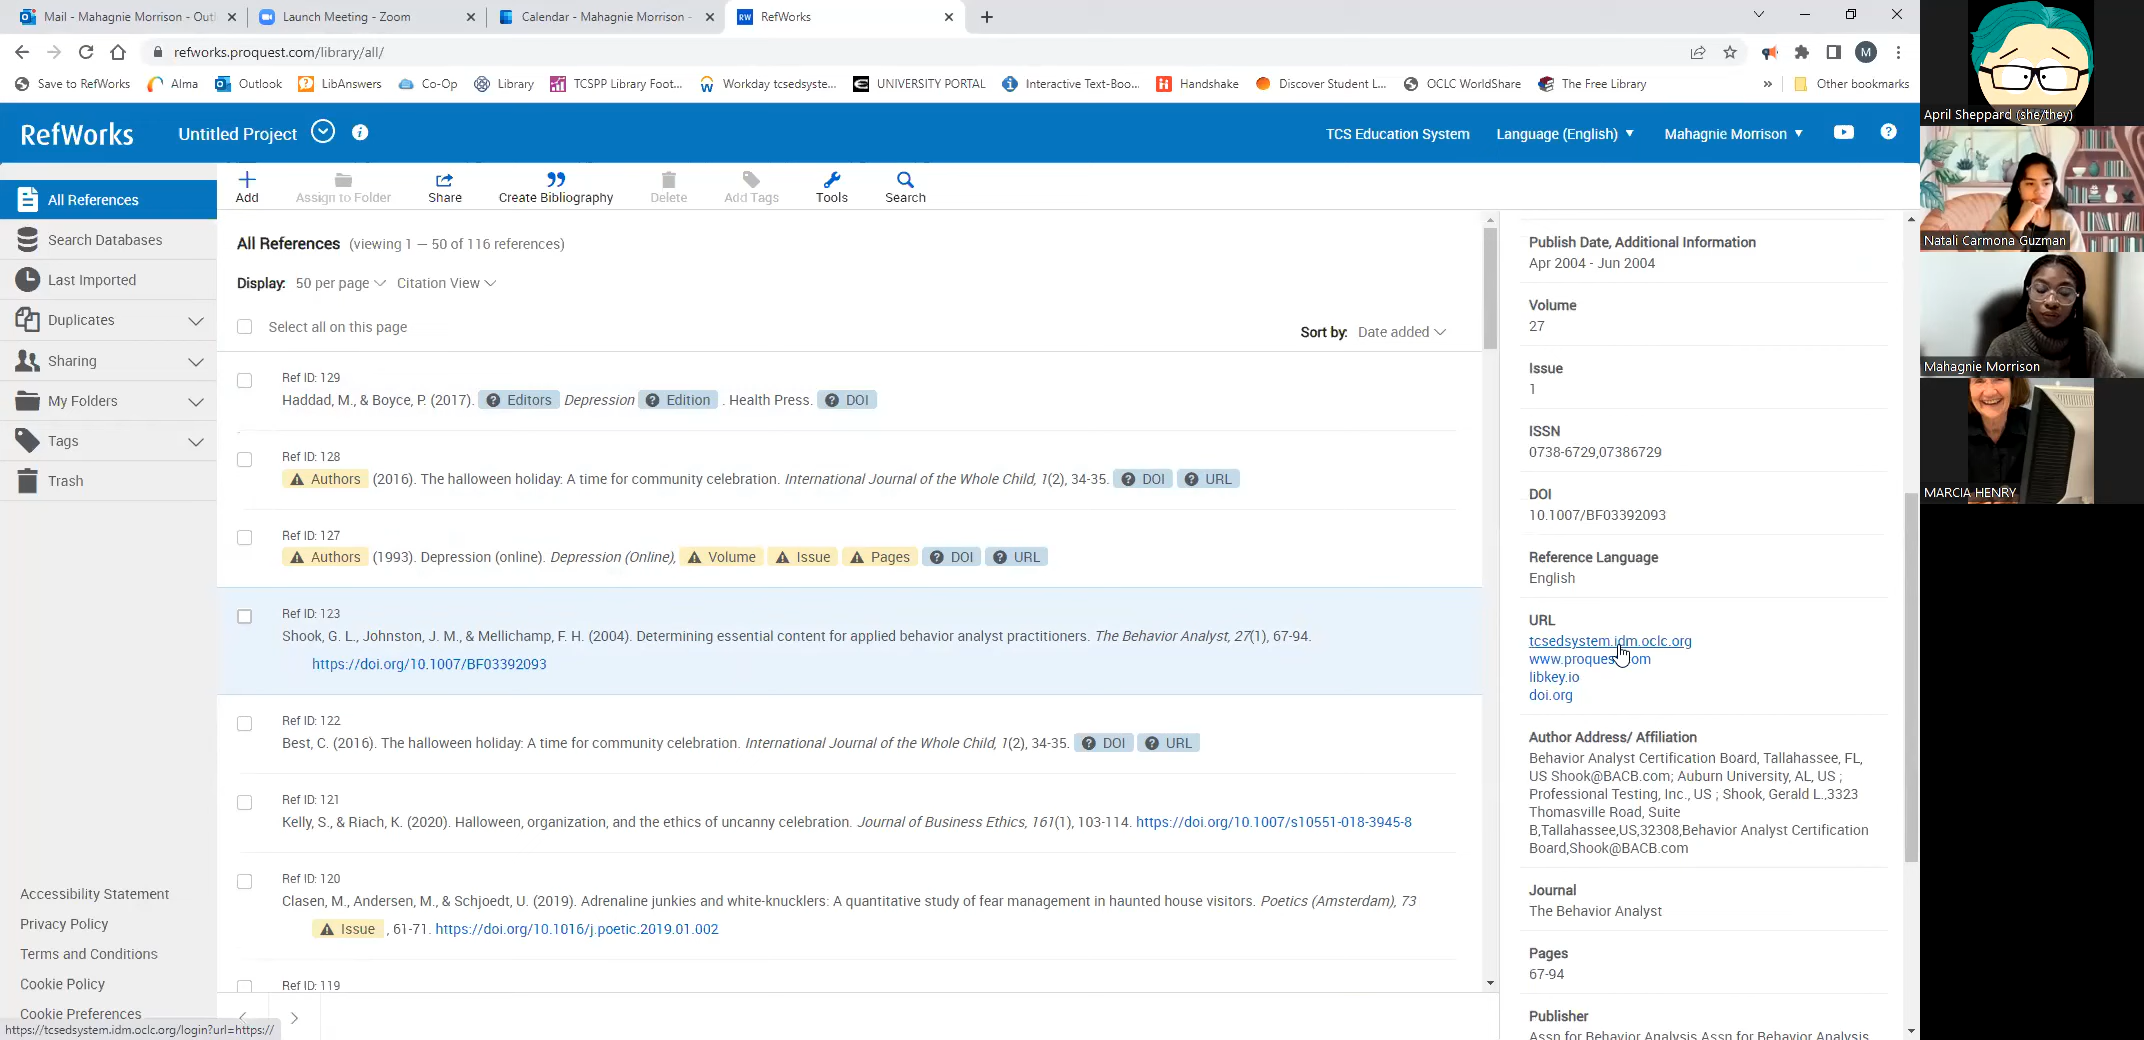 Mail - Mahagnie Morrison - Out
Launch Meeting - Zoom
Calendar - Mahagnie Morrison -
RW RefWorks
refworks.proquest.com/library/all/
M
Save to RefWorks
Alma
Outlook
LibAnswers
Co-Op
Library
TCSPP Library Foot...
Workday tcsedsyste...
UNIVERSITY PORTAL
Interactive Text-Boo...
Handshake
Discover Student L...
OCLC WorldShare
The Free Library
»
Other bookmarks
RefWorks
Untitled Project
TCS Education System
Language (English)
Mahagnie Morrison
All References
Search Databases
Last Imported
Duplicates
Sharing
My Folders
Tags
Trash
Accessibility Statement
Privacy Policy
Terms and Conditions
Cookie Policy
Cookie Preferences
https://tcsedsystem.idm.oclc.org/login?url=https://
Add
Assign to Folder
Share
Create Bibliography
Delete
Add Tags
Tools
Search
All References (viewing 1 — 50 of 116 references)
Display: 50 per page Citation View
Select all on this page
Sort by: Date added
Ref ID: 129
Haddad, M., & Boyce, P. (2017). Editors Depression Edition . Health Press. DOI
Ref ID: 128
Authors (2016). The halloween holiday: A time for community celebration. International Journal of the Whole Child, 1(2), 34-35. DOI URL
Ref ID: 127
Authors (1993). Depression (online). Depression (Online), Volume Issue Pages DOI URL
Ref ID: 123
Shook, G. L., Johnston, J. M., & Mellichamp, F. H. (2004). Determining essential content for applied behavior analyst practitioners. The Behavior Analyst, 27(1), 67-94.
https://doi.org/10.1007/BF03392093
Ref ID: 122
Best, C. (2016). The halloween holiday: A time for community celebration. International Journal of the Whole Child, 1(2), 34-35. DOI URL
Ref ID: 121
Kelly, S., & Riach, K. (2020). Halloween, organization, and the ethics of uncanny celebration. Journal of Business Ethics, 161(1), 103-114. https://doi.org/10.1007/s10551-018-3945-8
Ref ID: 120
Clasen, M., Andersen, M., & Schjoedt, U. (2019). Adrenaline junkies and white-knucklers: A quantitative study of fear management in haunted house visitors. Poetics (Amsterdam), 73
Issue , 61-71. https://doi.org/10.1016/j.poetic.2019.01.002
Ref ID: 119
Publish Date, Additional Information
Apr 2004 - Jun 2004
Volume
27
Issue
1
ISSN
0738-6729,07386729
DOI
10.1007/BF03392093
Reference Language
English
URL
tcsedsystem.idm.oclc.org
www.proques om
libkey.io
doi.org
Author Address/ Affiliation
Behavior Analyst Certification Board, Tallahassee, FL,
US Shook@BACB.com; Auburn University, AL, US ;
Professional Testing, Inc., US ; Shook, Gerald L.,3323
Thomasville Road, Suite
B,Tallahassee,US,32308,Behavior Analyst Certification
Board,Shook@BACB.com
Journal
The Behavior Analyst
Pages
67-94
Publisher
Assn for Behavior Analysis Assn for Behavior Analysis
April Sheppard (she/they)
Natali Carmona Guzman
Mahagnie Morrison
MARCIA HENRY